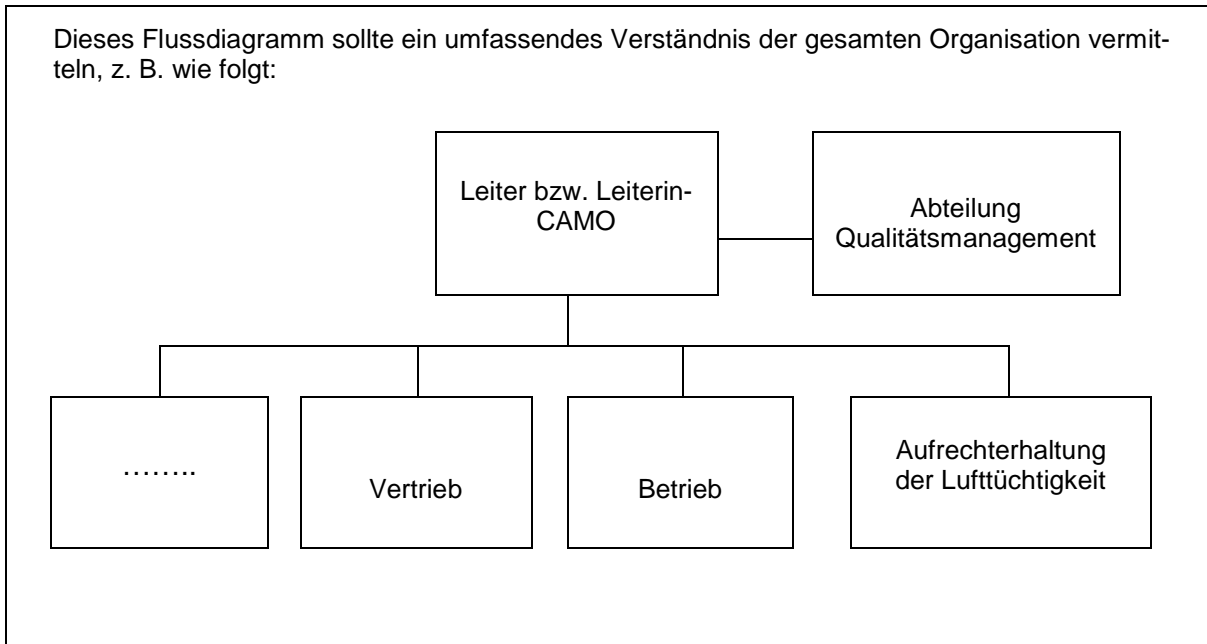 Dieses Flussdiagramm sollte ein umfassendes Verständnis der gesamten Organisation vermit-
teln, z. B. wie folgt:
Leiter bzw. Leiterin-
CAMO
Abteilung
Qualitätsmanagement
……..
Vertrieb
Betrieb
Aufrechterhaltung
der Lufttüchtigkeit